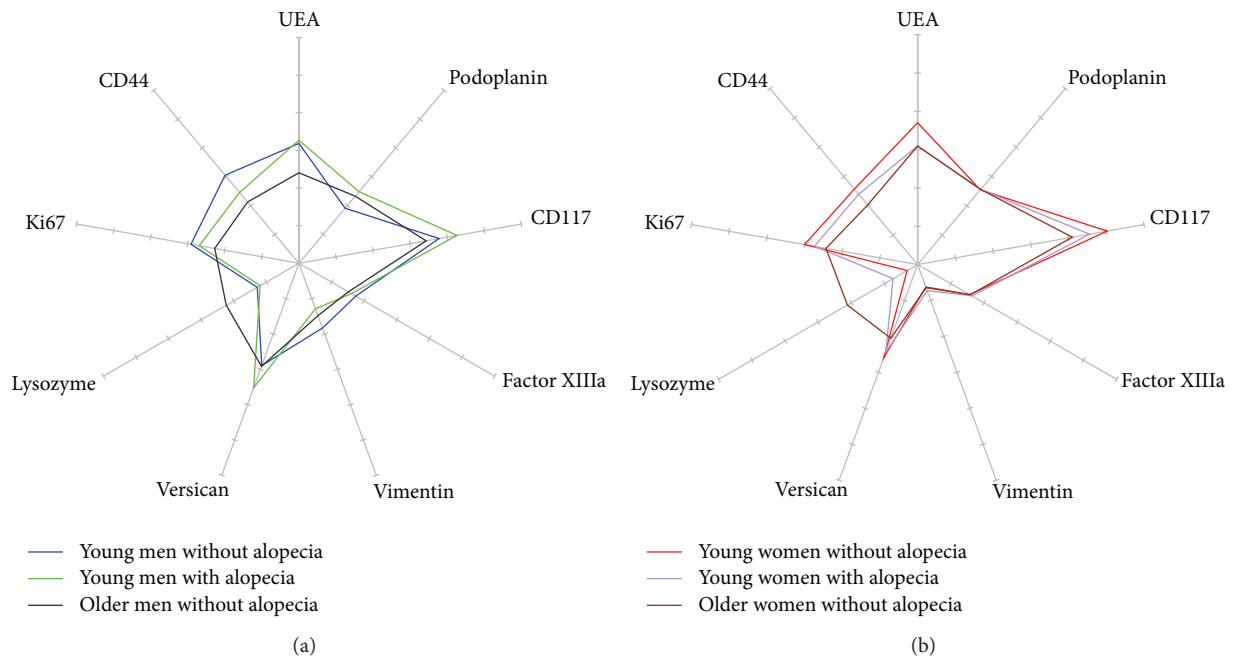 UEA
Podoplanin
CD117
Factor XIIIa
Vimentin
Versican
Lysozyme
Ki67
CD44
Young men without alopecia
Young men with alopecia
Older men without alopecia
(a)
UEA
Podoplanin
CD117
Factor XIIIa
Vimentin
Versican
Lysozyme
Ki67
CD44
Young women without alopecia
Young women with alopecia
Older women without alopecia
(b)